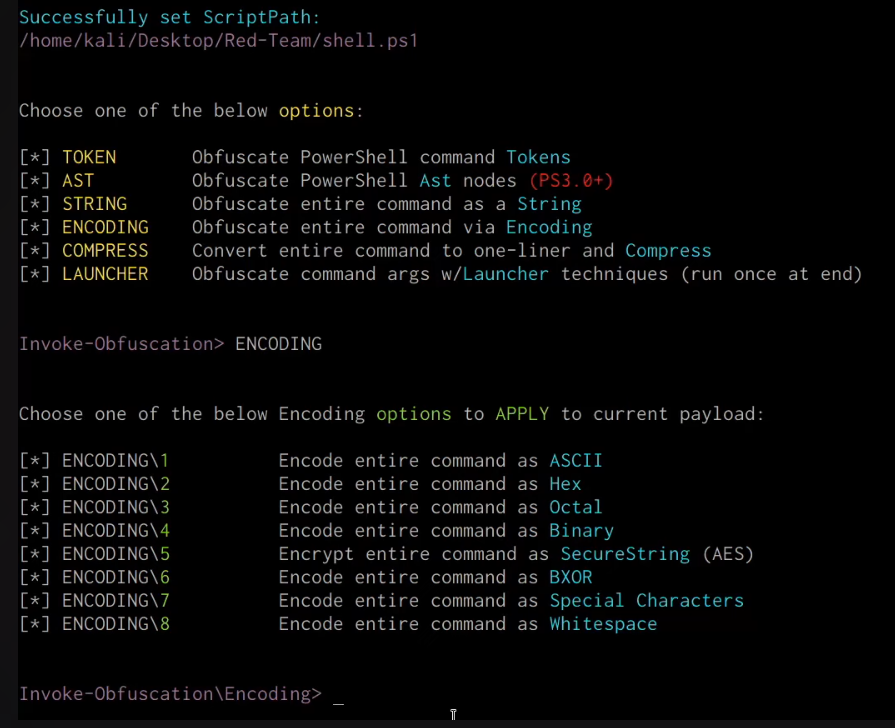 Successfully set ScriptPath:
/home/kali/Desktop/Red-Team/shell.ps1
Choose one of the below options:
[*] TOKEN Obfuscate PowerShell command Tokens
[*] AST Obfuscate PowerShell Ast nodes (PS3.0+)
[*] STRING Obfuscate entire command as a String
[*] ENCODING Obfuscate entire command via Encoding
[*] COMPRESS Convert entire command to one-liner and Compress
[*] LAUNCHER Obfuscate command args w/Launcher techniques (run once at end)
Invoke-Obfuscation> ENCODING
Choose one of the below Encoding options to APPLY to current payload:
[*] ENCODING\1 Encode entire command as ASCII
[*] ENCODING\2 Encode entire command as Hex
[*] ENCODING\3 Encode entire command as Octal
[*] ENCODING\4 Encode entire command as Binary
[*] ENCODING\5 Encrypt entire command as SecureString (AES)
[*] ENCODING\6 Encode entire command as BXOR
[*] ENCODING\7 Encode entire command as Special Characters
[*] ENCODING\8 Encode entire command as Whitespace
Invoke-Obfuscation\Encoding> _